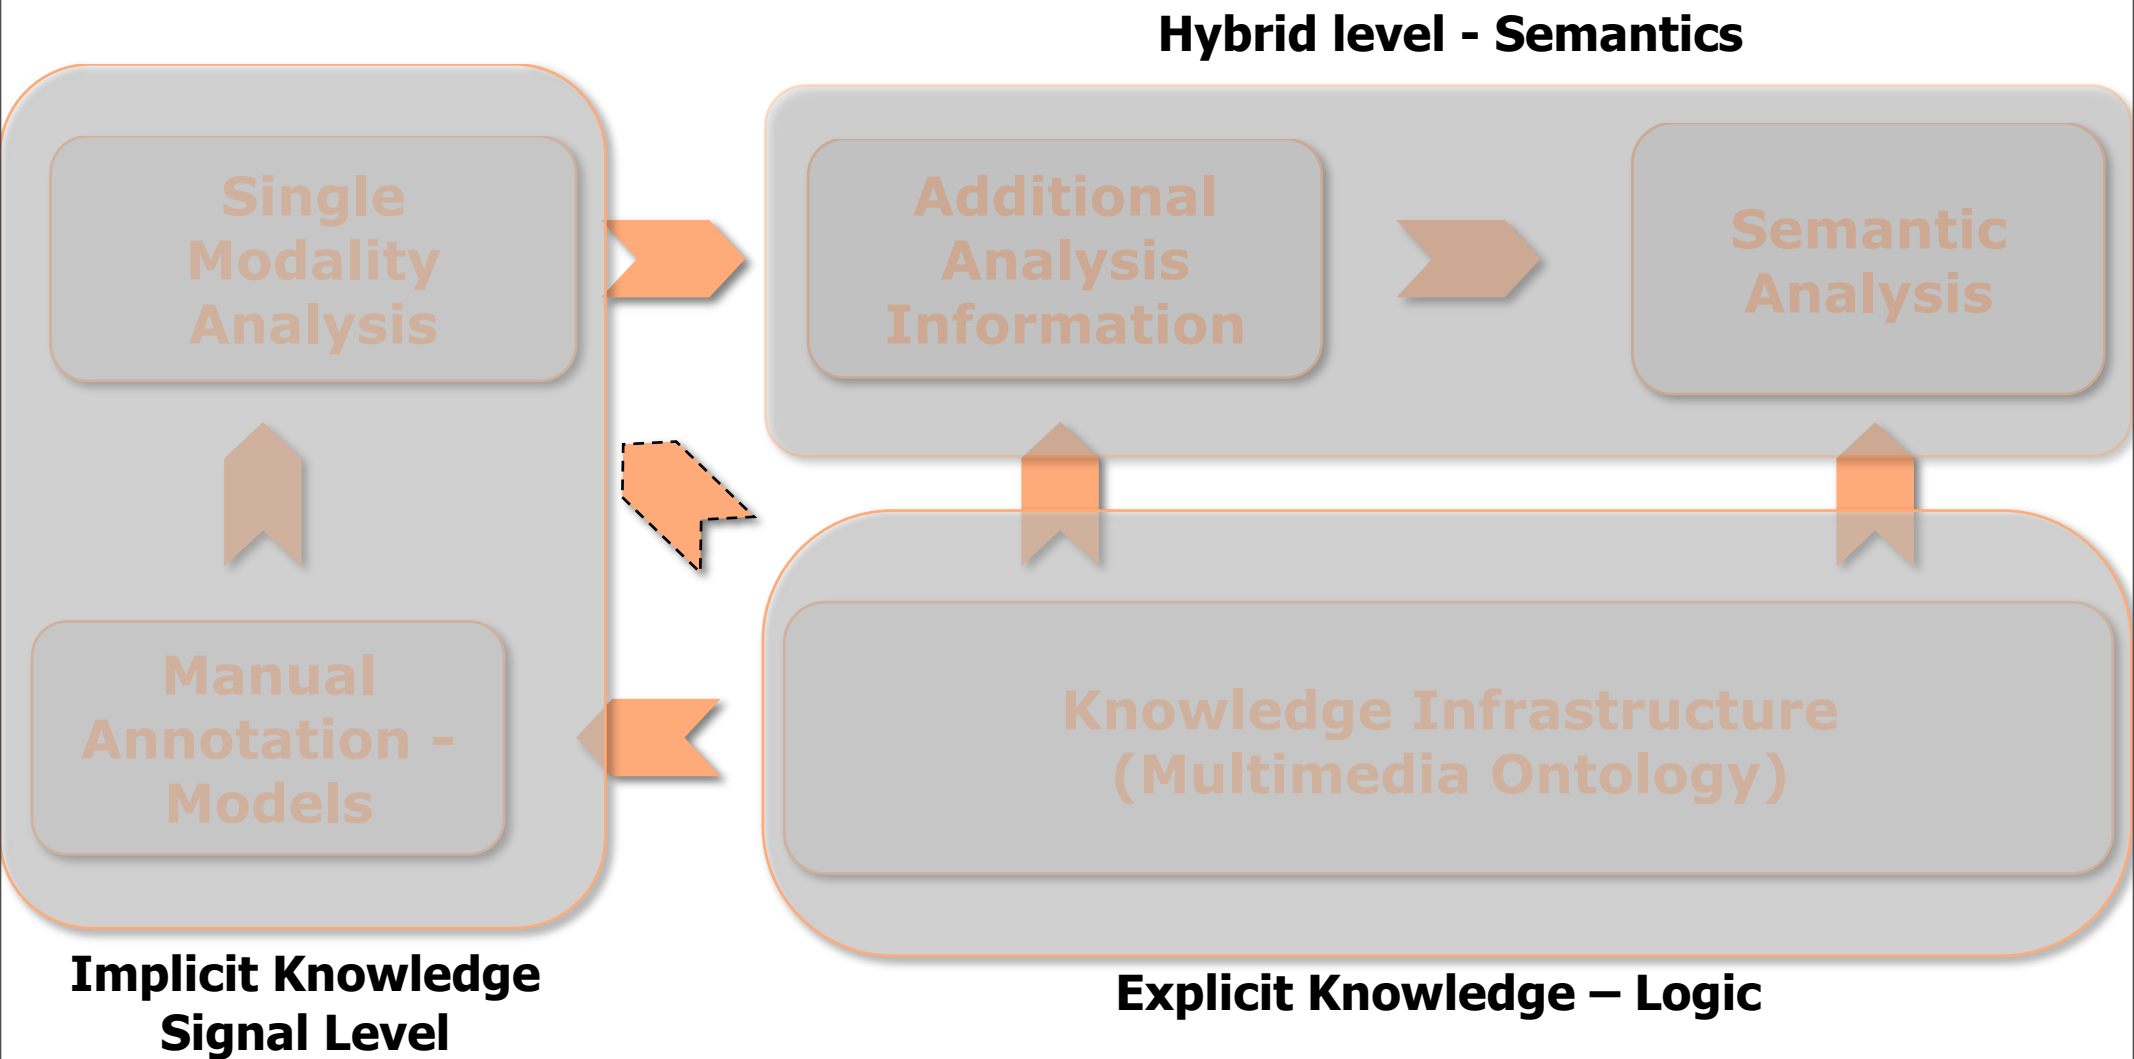 Hybrid level - Semantics
Single
Modality
Analysis
Additional
Analysis
Information
Semantic
Analysis
Manual
Annotation -
Models
Knowledge Infrastructure
(Multimedia Ontology)
Implicit Knowledge
Signal Level
Explicit Knowledge – Logic